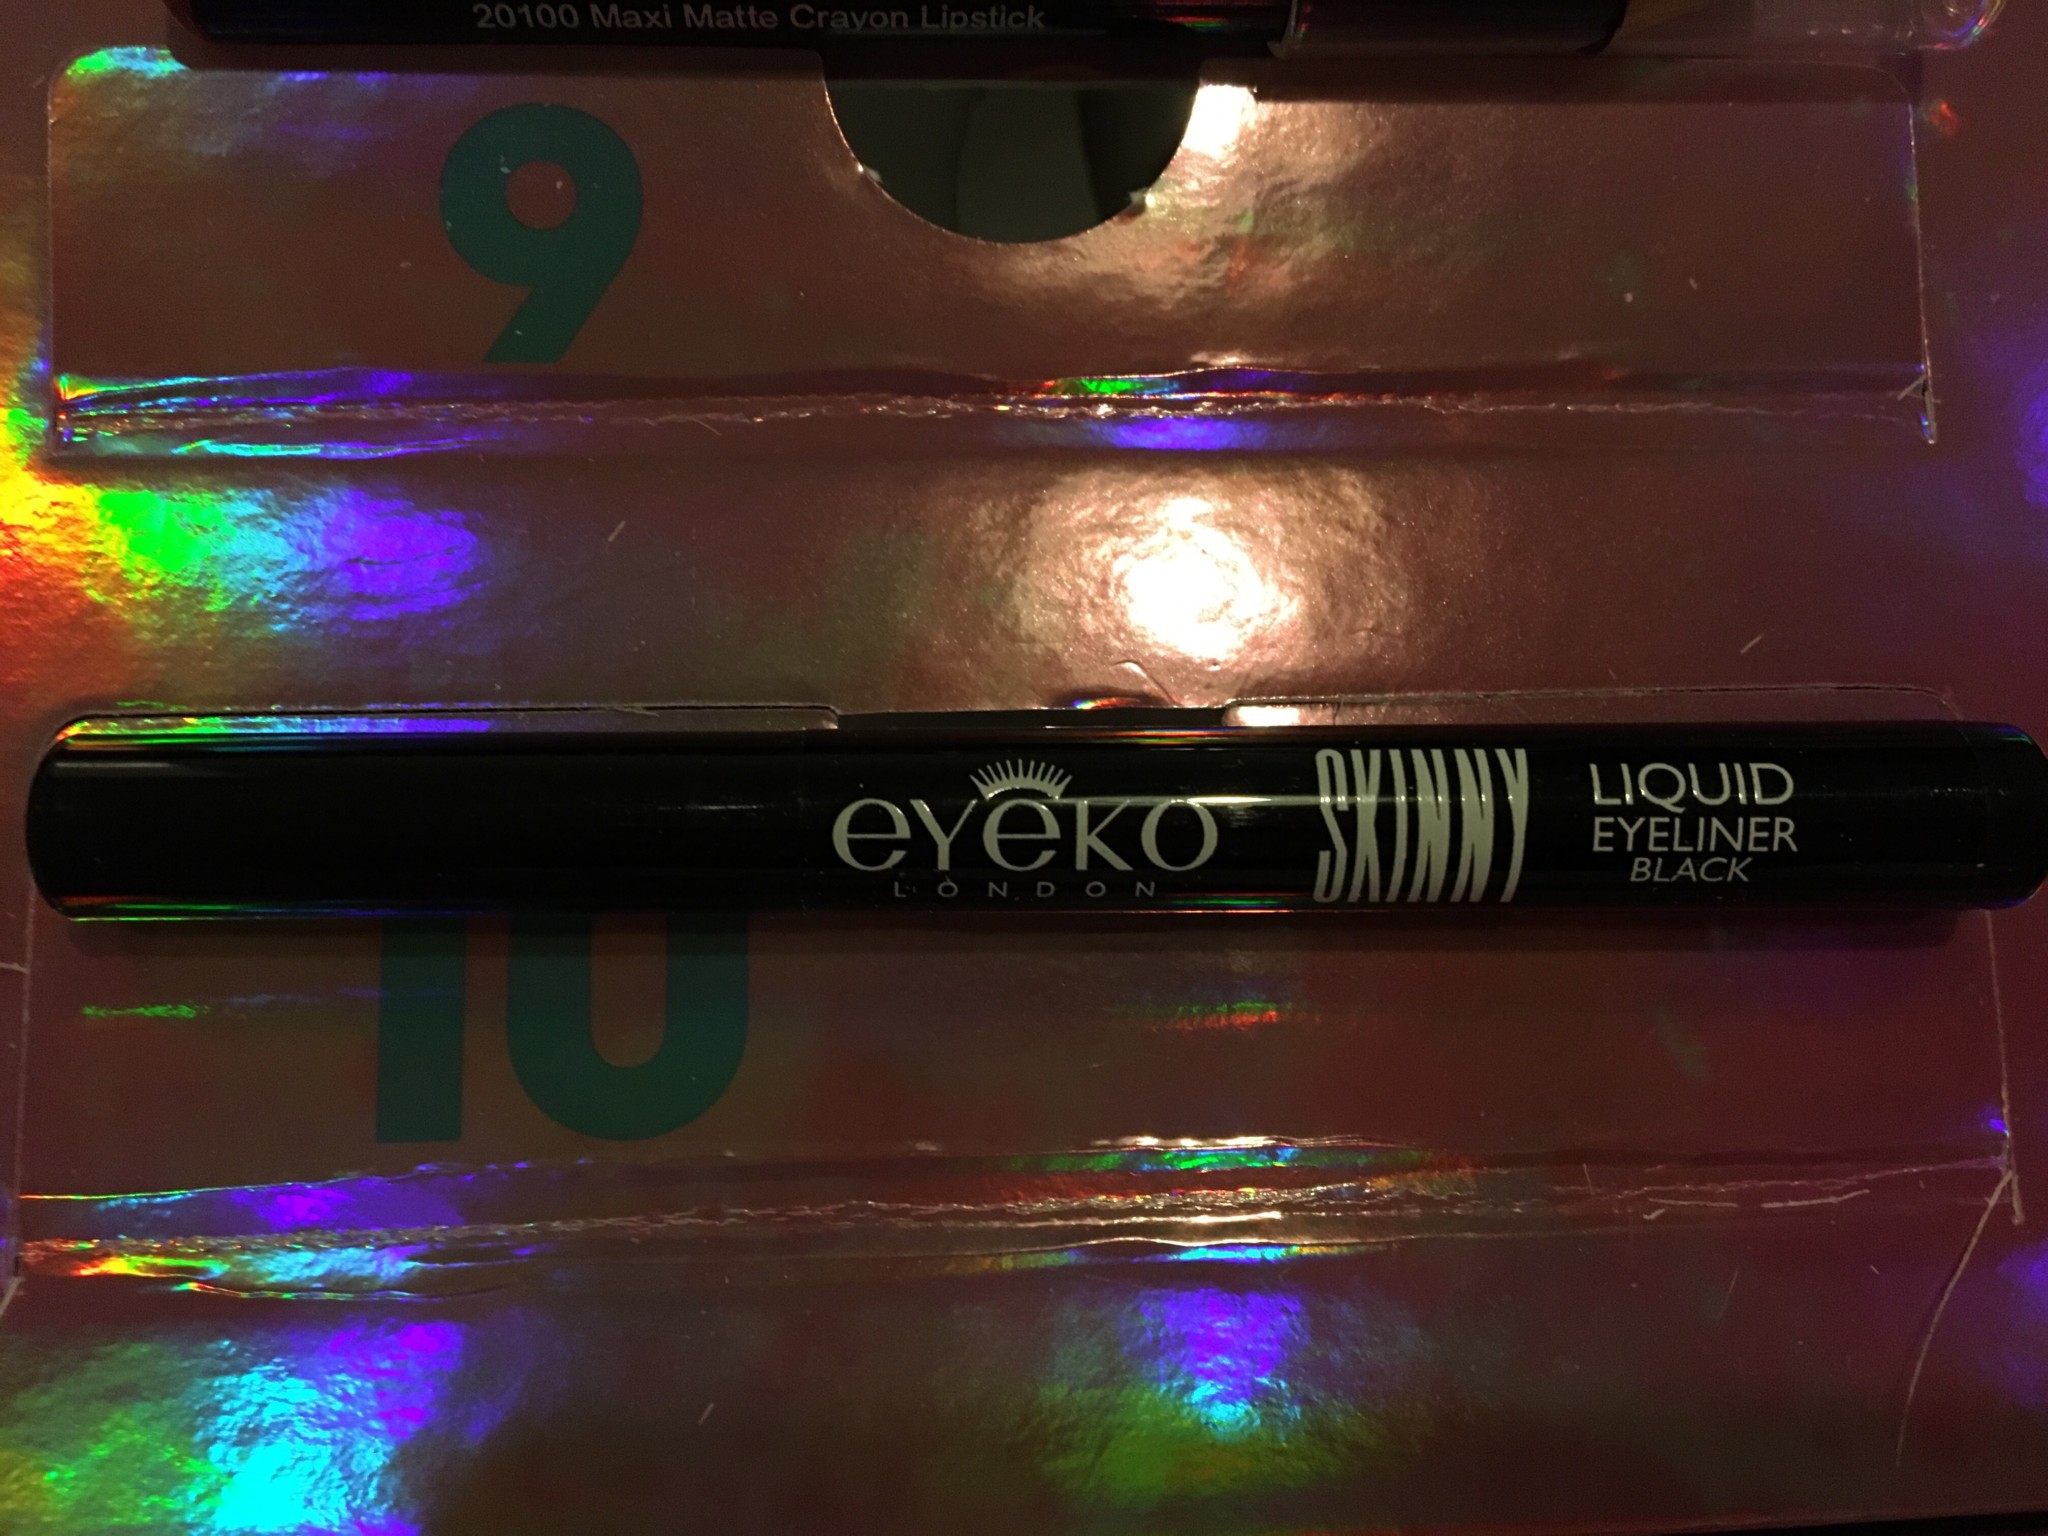 20100 Maxi Matte Crayon Lipstick
9
eyeko
LONDON
SKINNY
LIQUID
EYELINER
BLACK
10